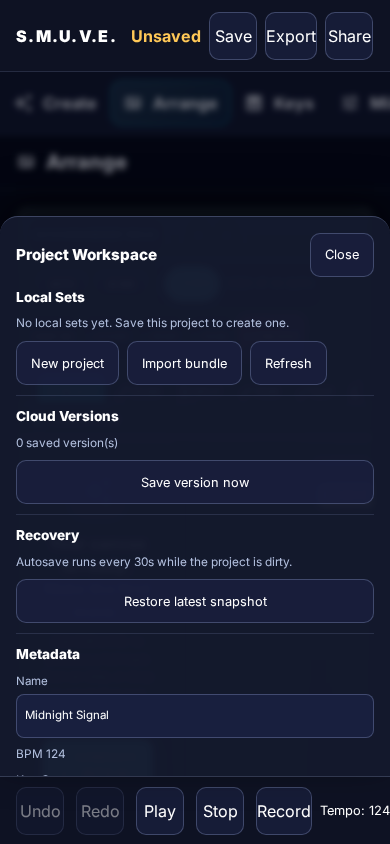 S.M.U.V.E. Unsaved Save Export Share
Create Arrange Keys
Arrange
Project Workspace Close
Local Sets
No local sets yet. Save this project to create one.
New project Import bundle Refresh
Cloud Versions
0 saved version(s)
Save version now
Recovery
Autosave runs every 30s while the project is dirty.
Restore latest snapshot
Metadata
Name
Midnight Signal
BPM 124
Undo Redo Play Stop Record Tempo: 124